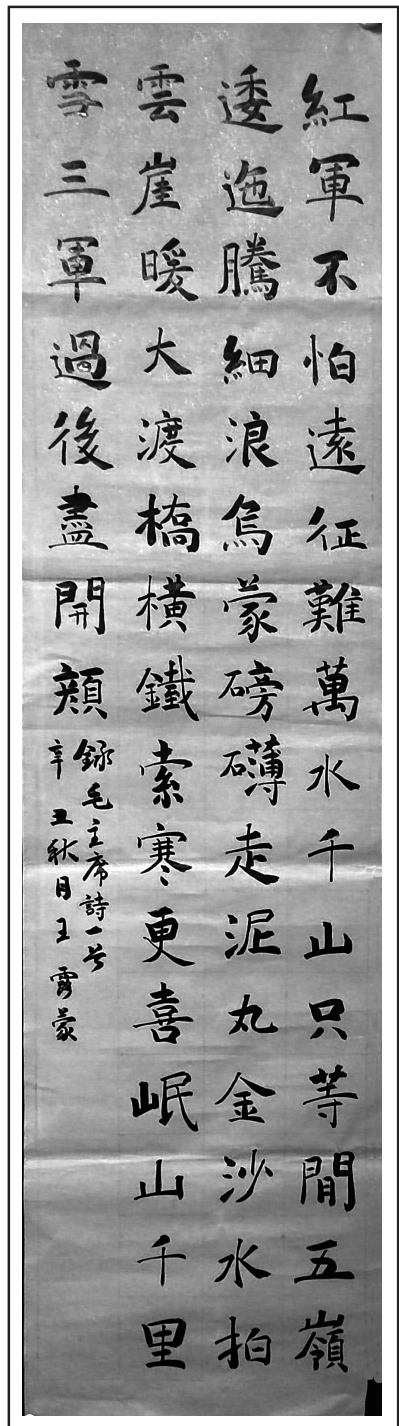 紅軍不怕遠征難萬水千山只等閒五嶺
逶迤騰細浪烏蒙磅礴走泥丸金沙水拍
雲崖暖大渡橋橫鐵索寒更喜岷山千里
雪三軍過後盡開顏
錄毛主席詩一首
辛丑秋月王露蒙